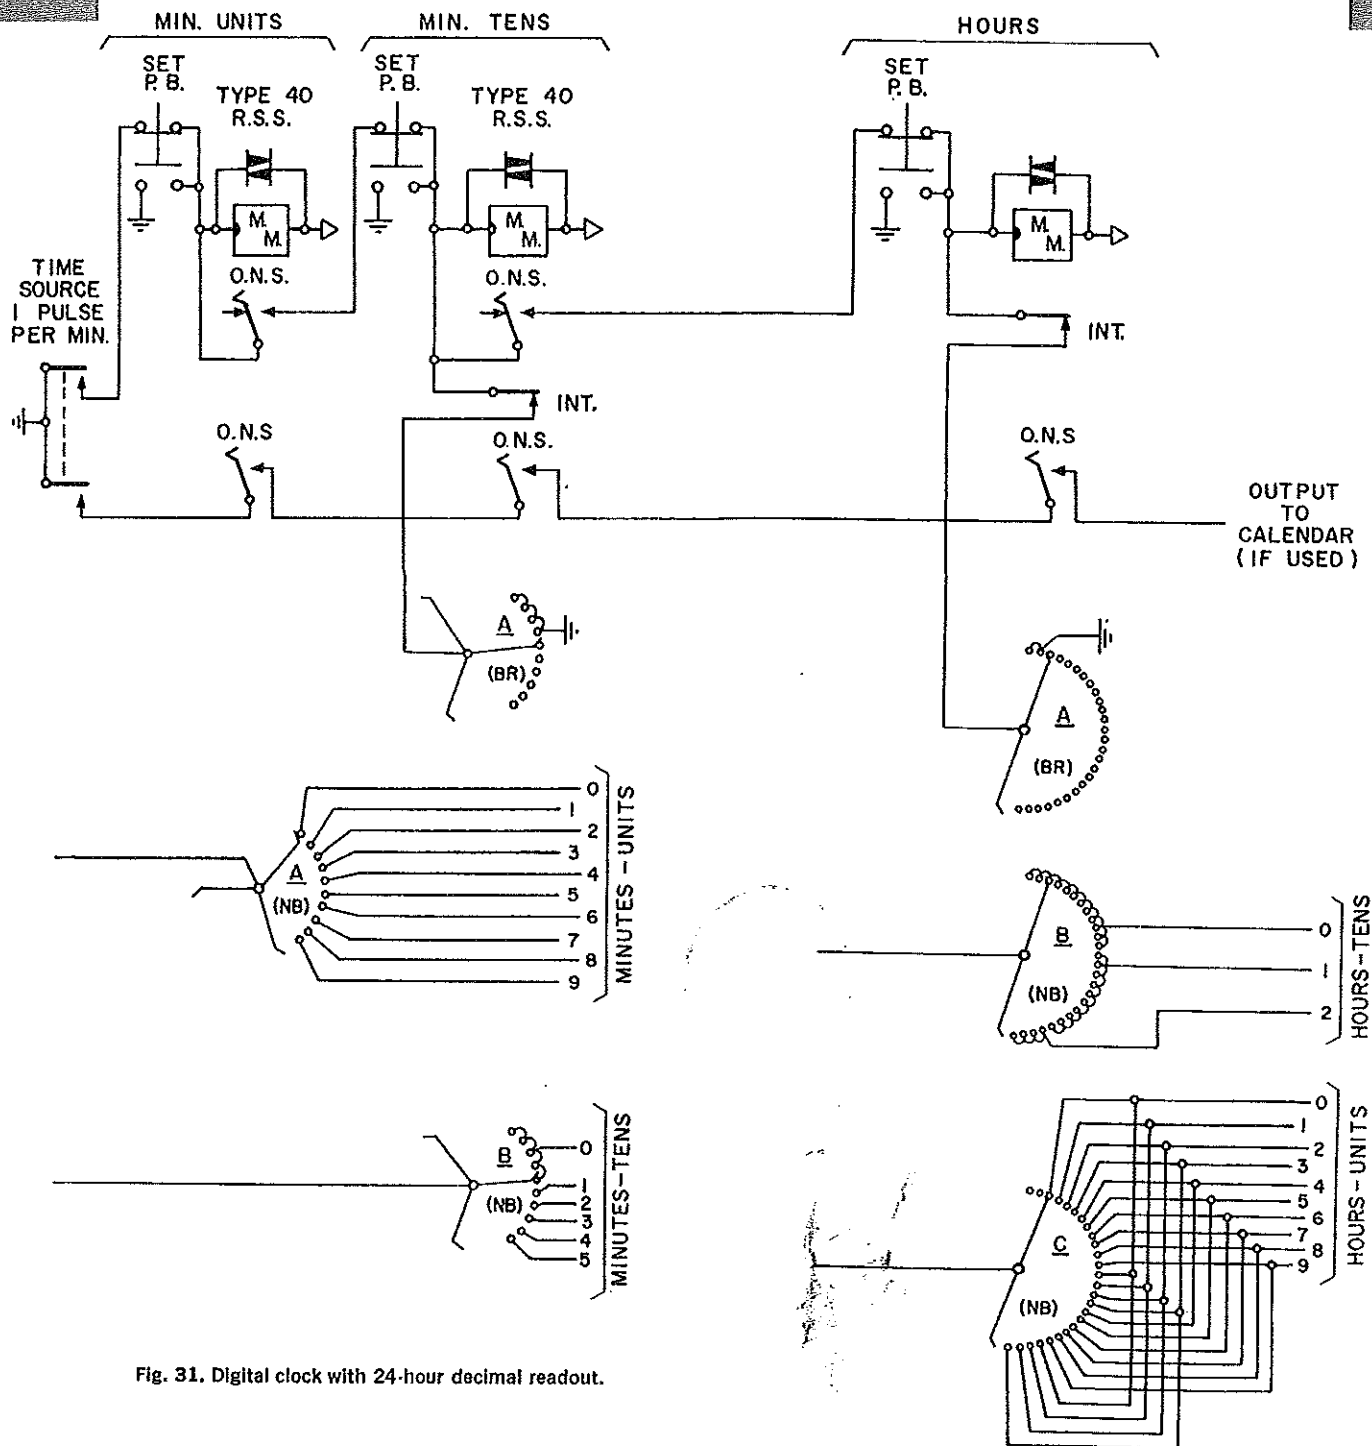 MIN. UNITS
MIN. TENS
HOURS
SET
P. B.
TYPE 40
R.S.S.
SET
P. B.
TYPE 40
R.S.S.
SET
P. B.
M.
M.
M.
M.
M.
M.
TIME
SOURCE
1 PULSE
PER MIN.
O.N.S.
O.N.S.
INT.
INT.
O.N.S
O.N.S.
O.N.S
OUTPUT
TO
CALENDAR
(IF USED)
A
(BR)
A
(BR)
A
(NB)
0
1
2
3
4
5
6
7
8
9
MINUTES - UNITS
B
(NB)
0
1
2
HOURS-TENS
B
(NB)
0
1
2
3
4
5
MINUTES-TENS
C
(NB)
0
1
2
3
4
5
6
7
8
9
HOURS-UNITS
Fig. 31. Digital clock with 24-hour decimal readout.